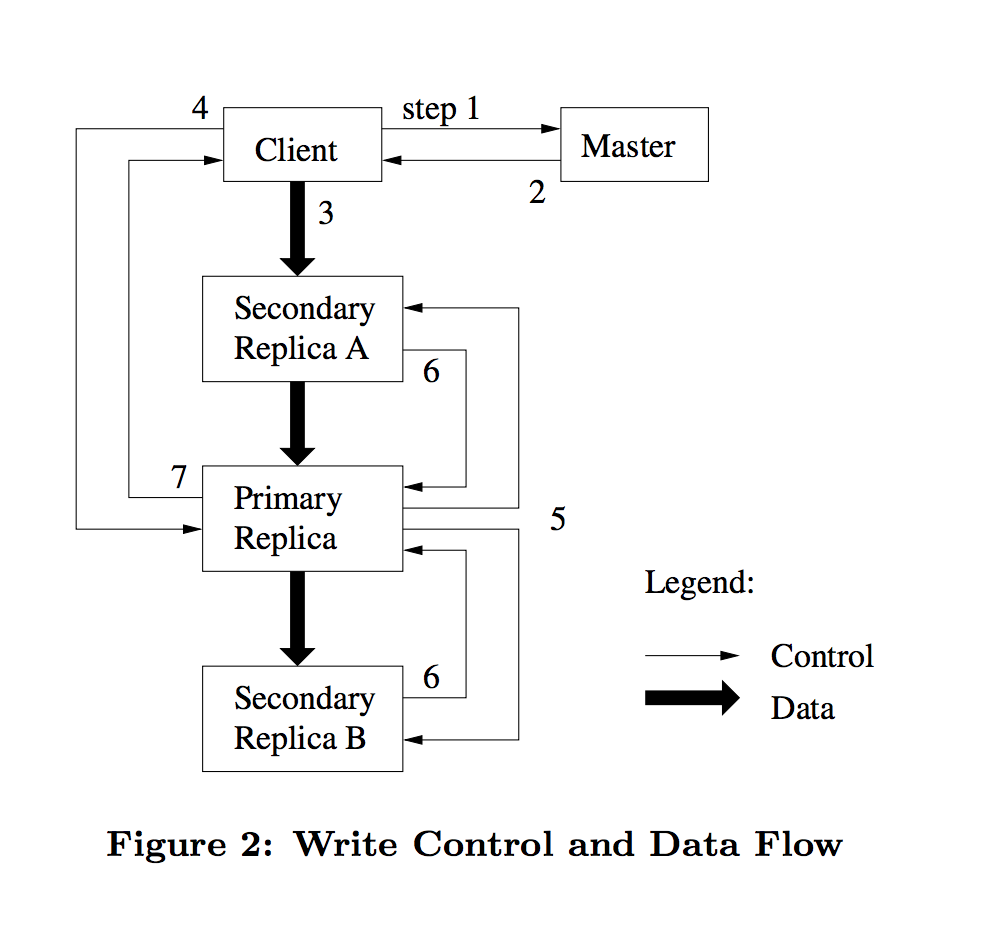 4
step 1
Client
Master
2
3
Secondary
Replica A
6
7
Primary
Replica
5
Legend:
Control
Data
6
Secondary
Replica B
Figure 2: Write Control and Data Flow